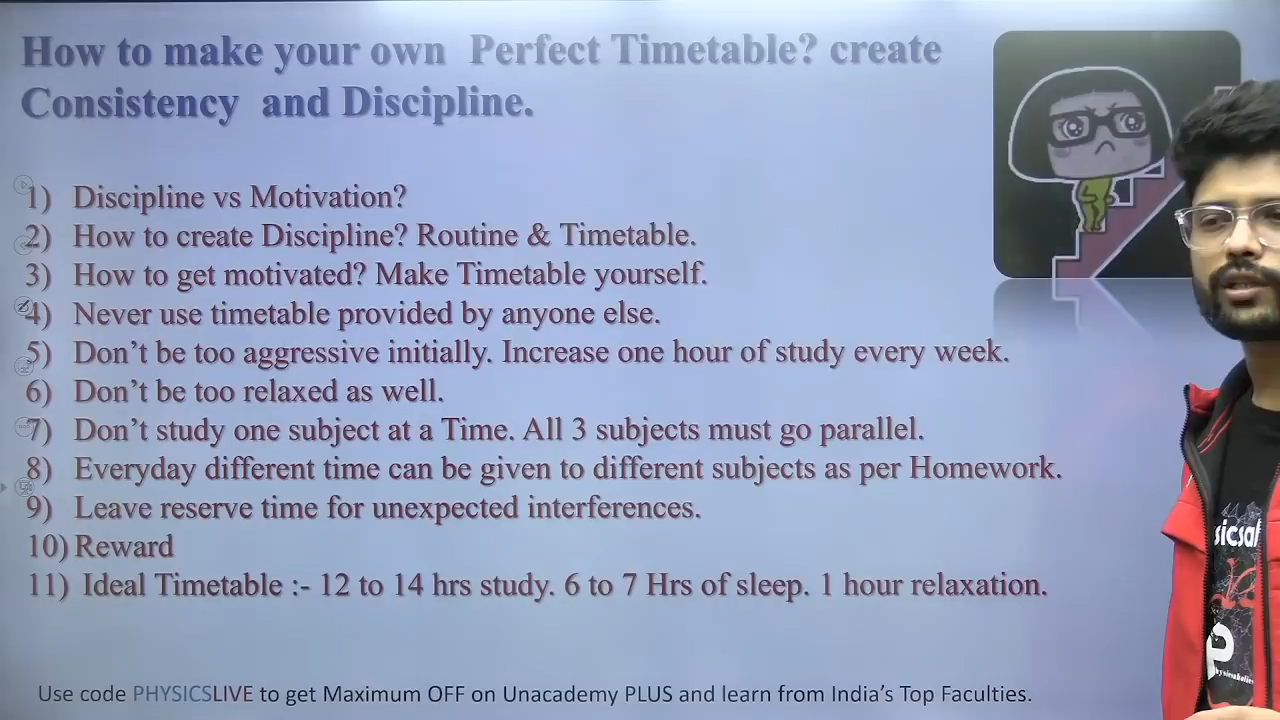 How to make your own Perfect Timetable? create
Consistency and Discipline.
1) Discipline vs Motivation?
2) How to create Discipline? Routine & Timetable.
3) How to get motivated? Make Timetable yourself.
4) Never use timetable provided by anyone else.
5) Don't be too aggressive initially. Increase one hour of study every week.
6) Don't be too relaxed as well.
7) Don't study one subject at a Time. All 3 subjects must go parallel.
8) Everyday different time can be given to different subjects as per Homework.
9) Leave reserve time for unexpected interferences.
10) Reward
11) Ideal Timetable :- 12 to 14 hrs study. 6 to 7 Hrs of sleep. 1 hour relaxation.
Use code PHYSICSLIVE to get Maximum OFF on Unacademy PLUS and learn from India's Top Faculties.